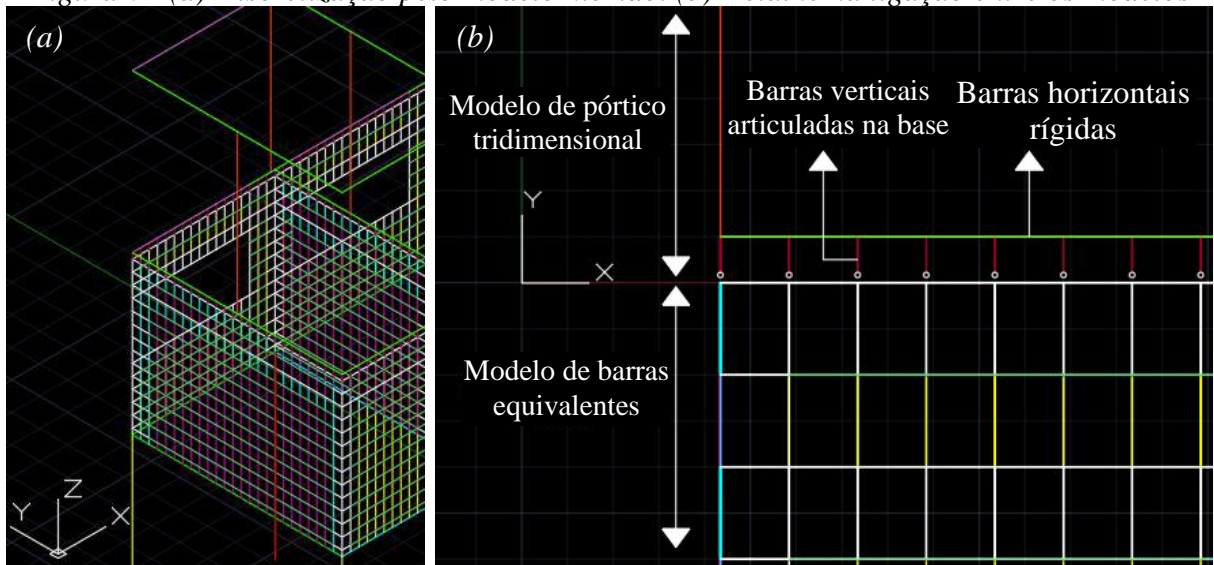 (a)
Y
Z
X
(b)
Modelo de pórtico
tridimensional
Barras verticais
articuladas na base
Barras horizontais
rígidas
Y
X
Modelo de barras
equivalentes